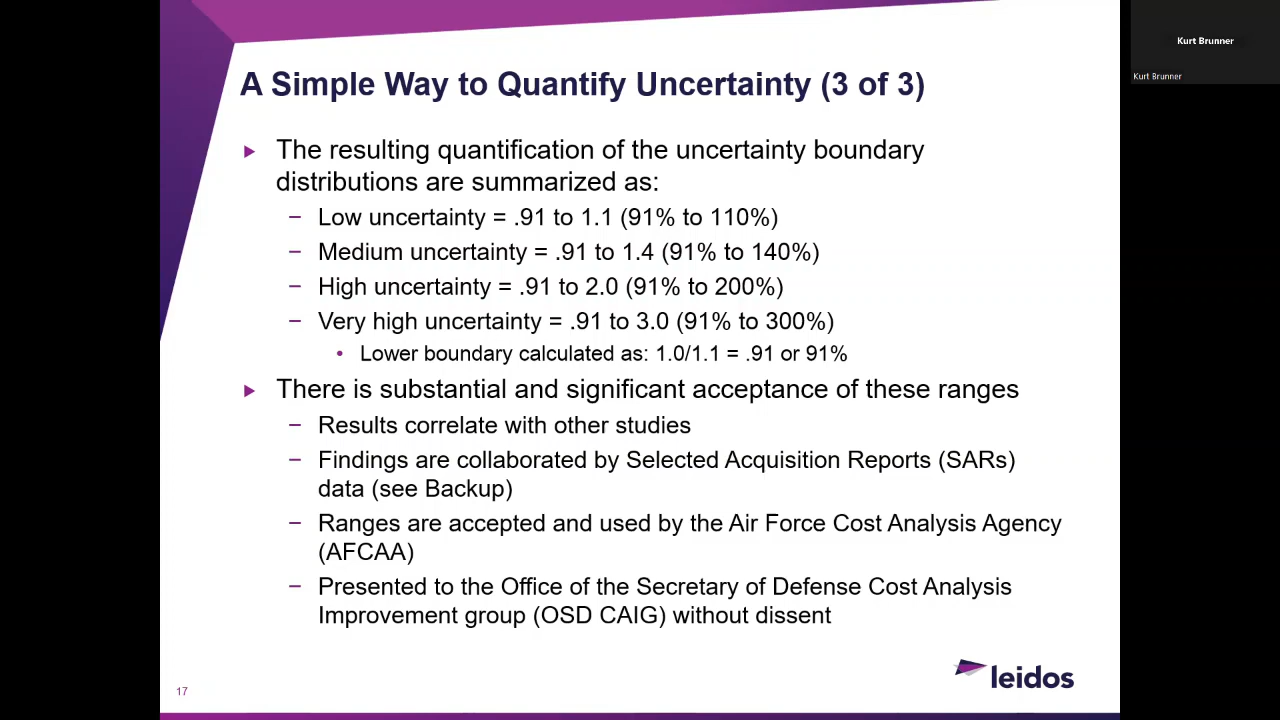 A Simple Way to Quantify Uncertainty (3 of 3)
The resulting quantification of the uncertainty boundary
distributions are summarized as:
− Low uncertainty = .91 to 1.1 (91% to 110%)
− Medium uncertainty = .91 to 1.4 (91% to 140%)
− High uncertainty = .91 to 2.0 (91% to 200%)
− Very high uncertainty = .91 to 3.0 (91% to 300%)
• Lower boundary calculated as: 1.0/1.1 = .91 or 91%
There is substantial and significant acceptance of these ranges
− Results correlate with other studies
− Findings are collaborated by Selected Acquisition Reports (SARs)
data (see Backup)
− Ranges are accepted and used by the Air Force Cost Analysis Agency
(AFCAA)
− Presented to the Office of the Secretary of Defense Cost Analysis
Improvement group (OSD CAIG) without dissent
17
leidos
Kurt Brunner
Kurt Brunner